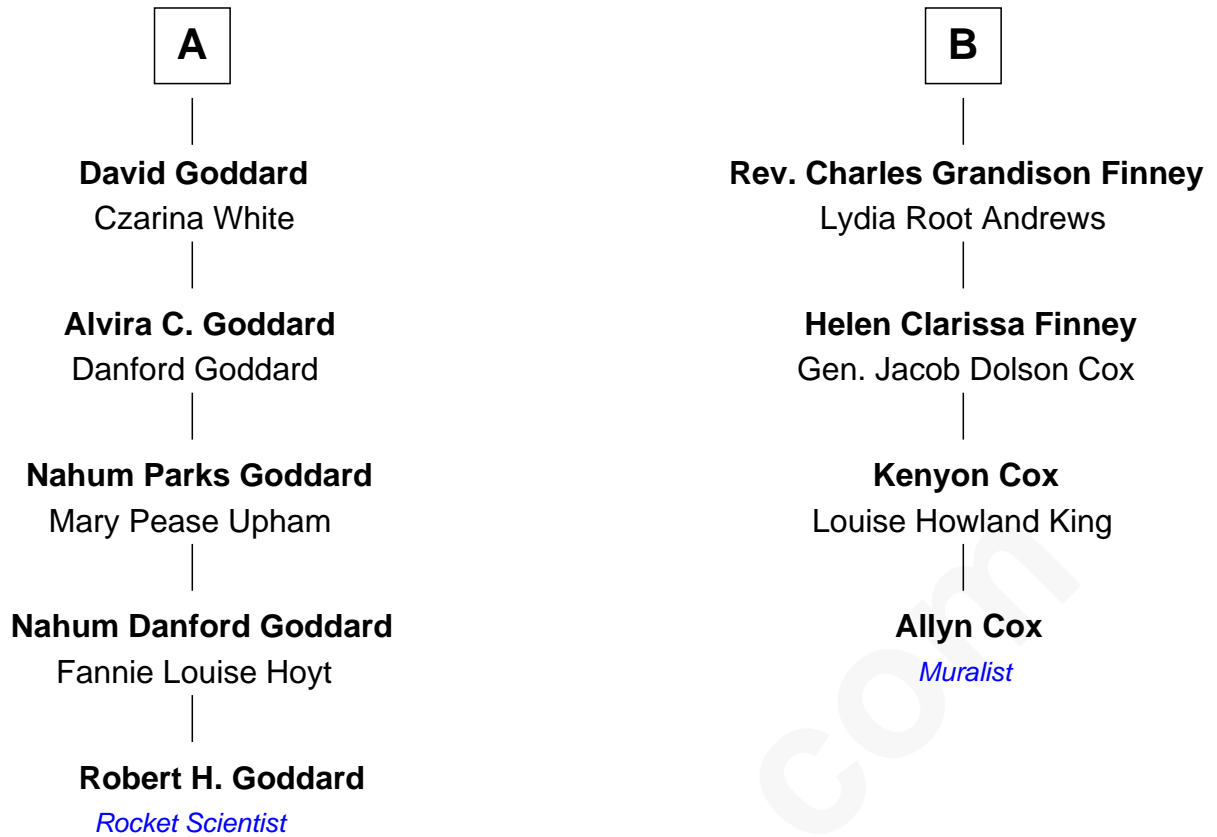 A
David Goddard
Czarina White
Alvira C. Goddard
Danford Goddard
Nahum Parks Goddard
Mary Pease Upham
Nahum Danford Goddard
Fannie Louise Hoyt
Robert H. Goddard
Rocket Scientist
B
Rev. Charles Grandison Finney
Lydia Root Andrews
Helen Clarissa Finney
Gen. Jacob Dolson Cox
Kenyon Cox
Louise Howland King
Allyn Cox
Muralist
com